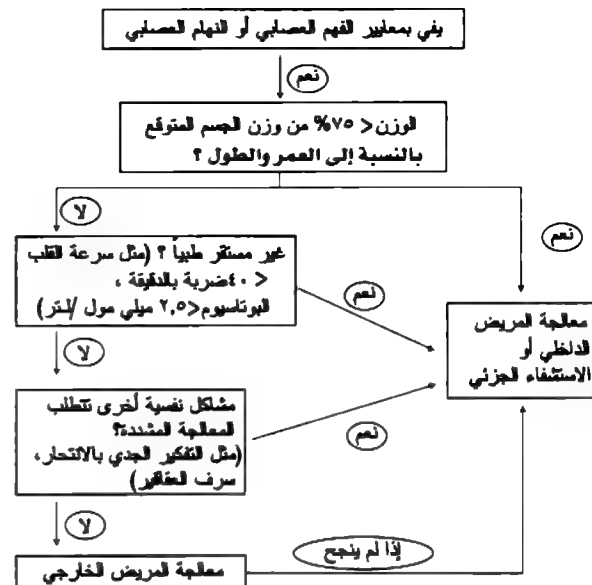 يفي بمعايير القهم العصابي أو النهام العصابي
نعم
الوزن < ٧٥% من وزن الجسم المتوقع
بالنسبة إلى العمر والطول ؟
لا
نعم
غير مستقر طبياً ؟ (مثل سرعة القلب
< ٤٠ضربة بالدقيقة ،
البوتاسيوم<٢,٥ ميلي مول /لتر)
نعم
معالجة المريض
الداخلي أو
الاستشفاء الجزئي
لا
مشاكل نفسية أخرى تتطلب
المعالجة المشددة؟
(مثل التفكير الجدي بالانتحار،
سرف العقاقير)
نعم
لا
إذا لم ينجح
معالجة المريض الخارجي